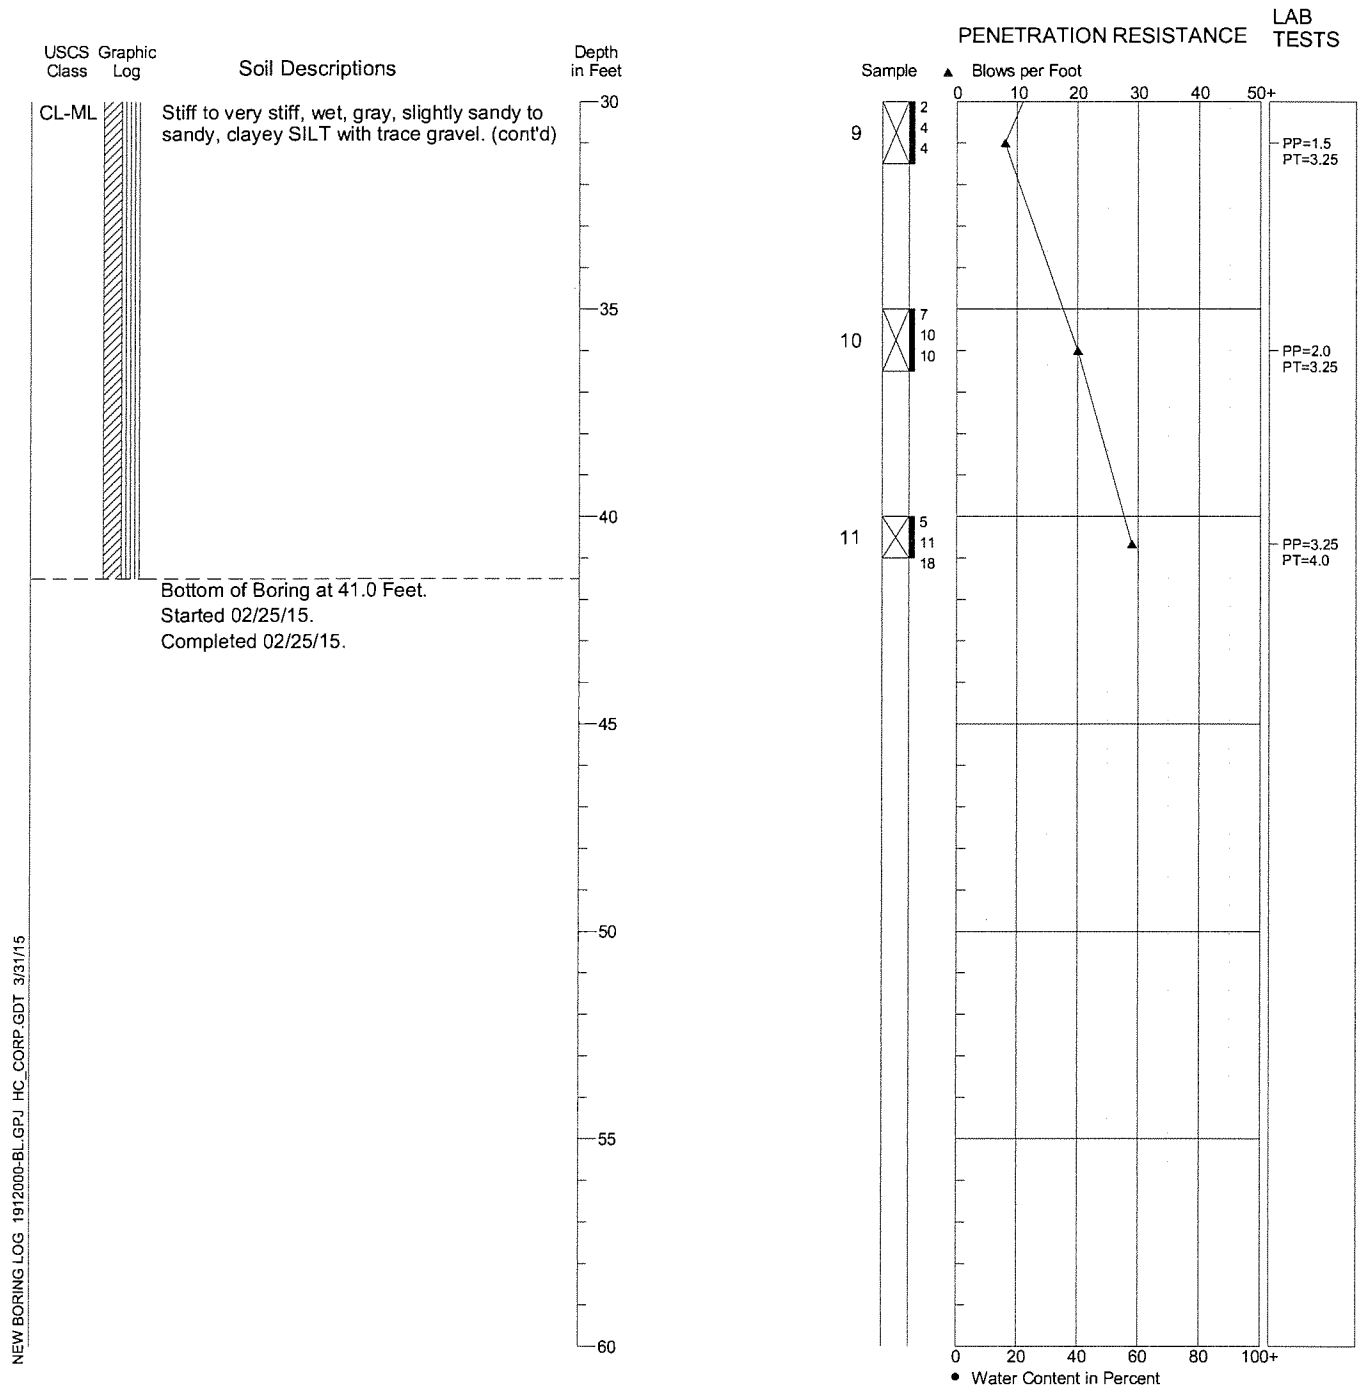 PENETRATION RESISTANCE
LAB
TESTS
USCS Graphic
Class Log
Soil Descriptions
Depth
in Feet
Sample
▲ Blows per Foot
0 10 20 30 40 50+
CL-ML
Stiff to very stiff, wet, gray, slightly sandy to
sandy, clayey SILT with trace gravel. (cont'd)
30
9
2
4
4
PP=1.5
PT=3.25
35
10
7
10
10
PP=2.0
PT=3.25
40
11
5
11
18
PP=3.25
PT=4.0
Bottom of Boring at 41.0 Feet.
Started 02/25/15.
Completed 02/25/15.
45
50
55
60
0 20 40 60 80 100+
● Water Content in Percent
NEW BORING LOG 1912000-BL.GPJ HC_CORP.GDT 3/31/15